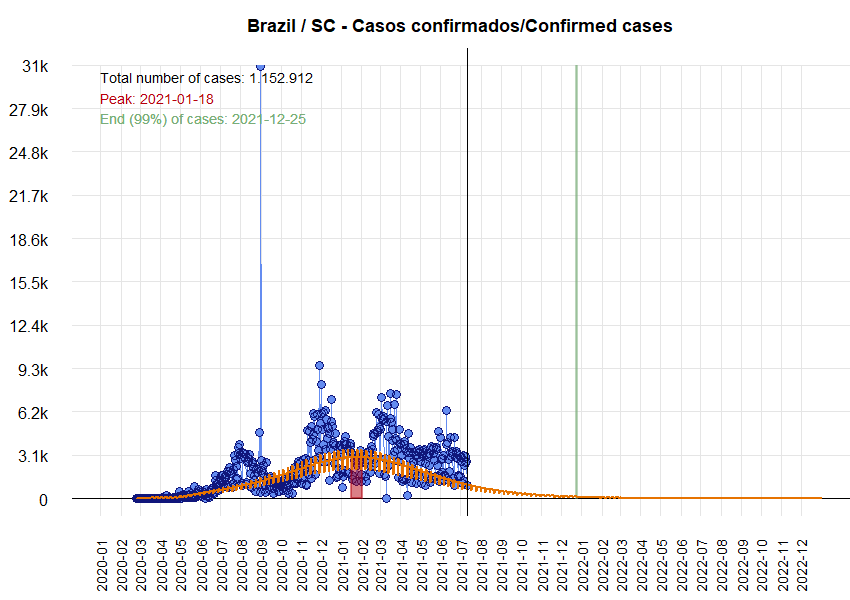 Brazil / SC - Casos confirmados/Confirmed cases
31k
Total number of cases: 1.152.912
Peak: 2021-01-18
27.9k
End (99%) of cases: 2021-12-25
24.8k
21.7k
18.6k
15.5k
12.4k
9.3k
6.2k
3.1k
0
2020-01
2020-02
2020-03
2020-04
2020-05
2020-06
2020-07
2020-08
2020-09
2020-10
2020-11
2020-12
2021-01
2021-02
2021-03
2021-04
2021-05
2021-06
2021-07
2021-08
2021-09
2021-10
2021-11
2021-12
2022-01
2022-02
2022-03
2022-04
2022-05
2022-06
2022-07
2022-08
2022-09
2022-10
2022-11
2022-12